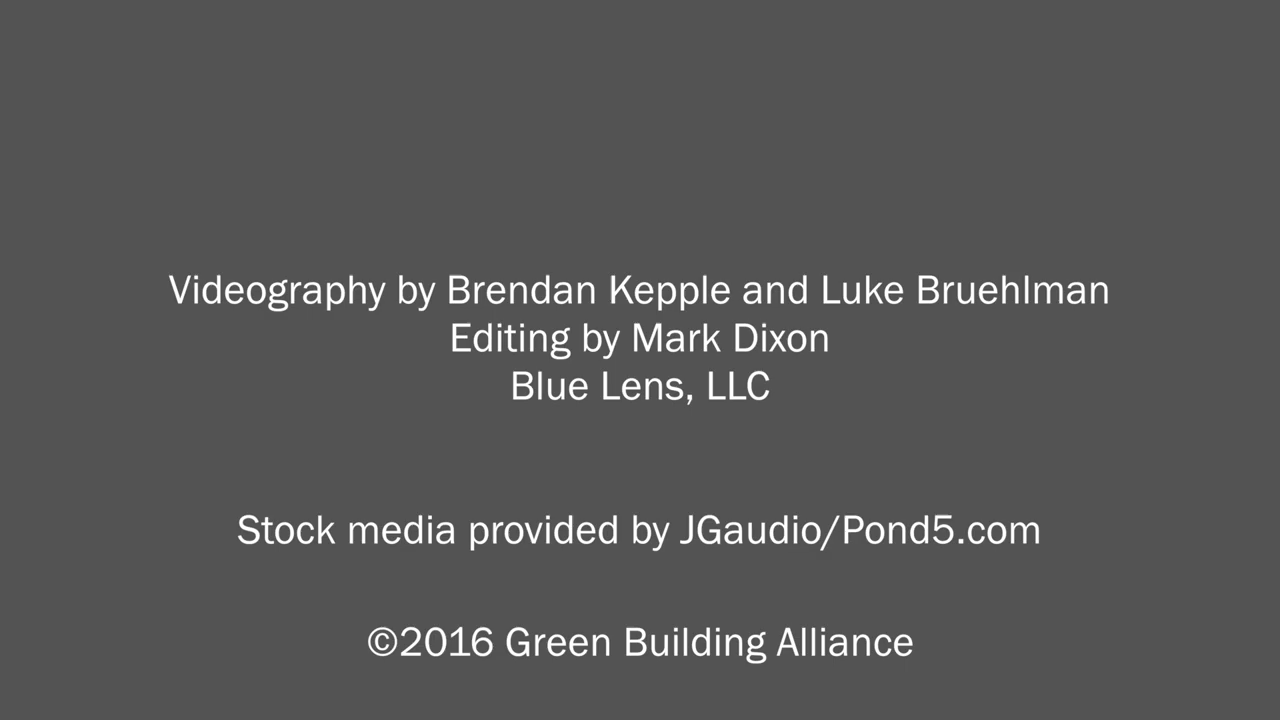 Videography by Brendan Kepple and Luke Bruehlman
Editing by Mark Dixon
Blue Lens, LLC
Stock media provided by JGaudio/Pond5.com
©2016 Green Building Alliance